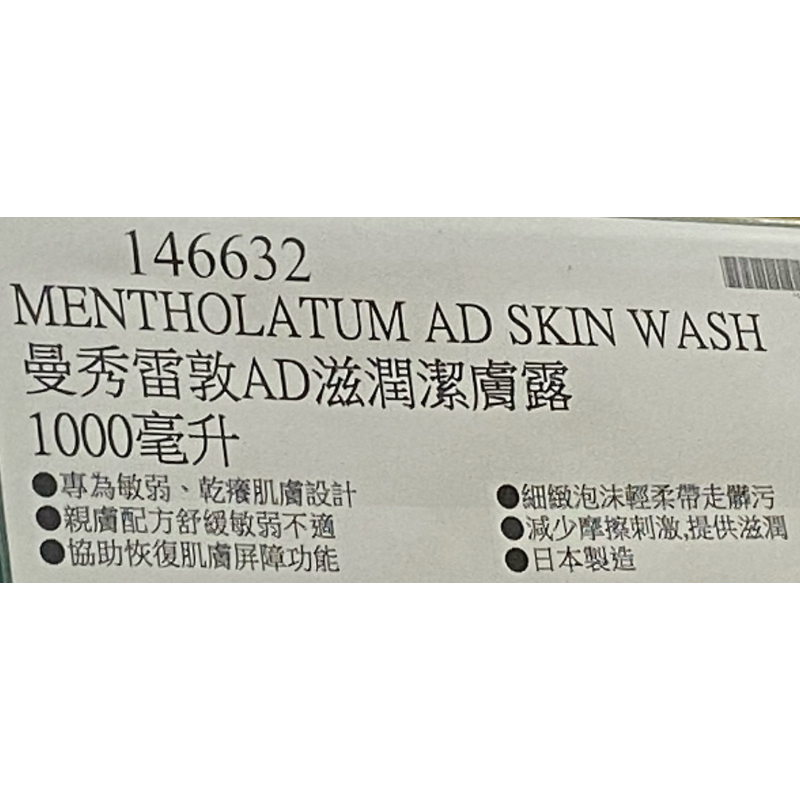 146632
MENTHOLATUM AD SKIN WASH
曼秀雷敦AD滋潤潔膚露
1000毫升
●專為敏弱、乾癢肌膚設計
●親膚配方舒緩敏弱不適
●協助恢復肌膚屏障功能
●細緻泡沫輕柔帶走髒污
●減少摩擦刺激,提供滋潤
●日本製造